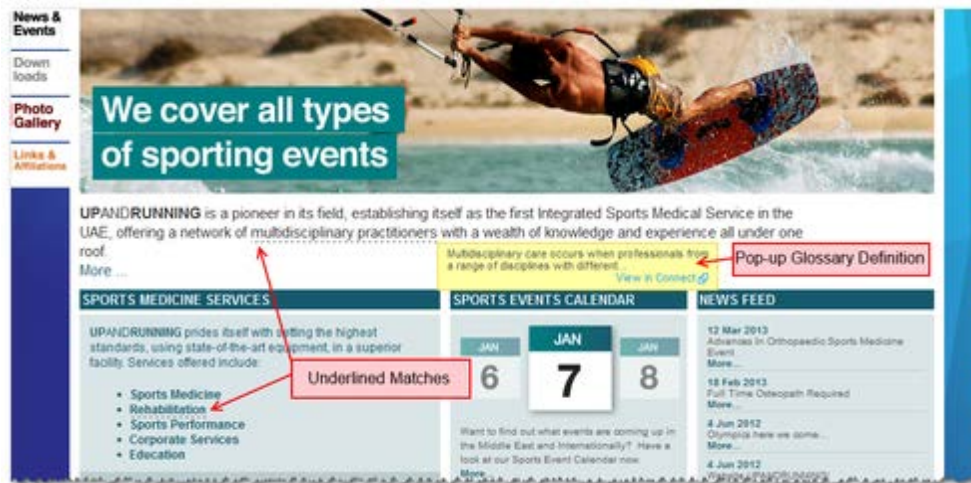 News &
Events
Down
loads
Photo
Gallery
Links &
Affiliations
We cover all types
of sporting events
UPANDRUNNING is a pioneer in its field, establishing itself as the first Integrated Sports Medical Service in the
UAE, offering a network of multidisciplinary practitioners with a wealth of knowledge and experience all under one
roof.
More ...
Multidisciplinary care occurs when professionals from
a range of disciplines with different...
View in Connect
Pop-up Glossary Definition
SPORTS MEDICINE SERVICES
UPANDRUNNING prides itself with setting the highest
standards, using state-of-the-art equipment, in a superior
facility. Services offered include:
• Sports Medicine
• Rehabilitation
• Sports Performance
• Corporate Services
• Education
Underlined Matches
SPORTS EVENTS CALENDAR
JAN
6
JAN
7
JAN
8
Want to find out what events are coming up in
the Middle East and Internationally? Have a
look at our Sports Event Calendar now.
More...
NEWS FEED
12 Mar 2013
Advances in Orthopaedic Sports Medicine
Event
More...
18 Feb 2013
Full Time Osteopath Required
More...
4 Jun 2012
Olympics here we come...
More...
4 Jun 2012
UPANDRUNNING